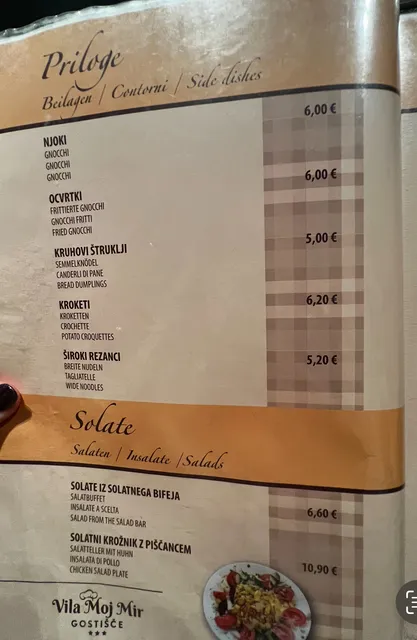 Priloge
Beilagen / Contorni / Side dishes
NJOKI 6,00 €
GNOCCHI
GNOCCHI
GNOCCHI
OCVRTKI 6,00 €
FRITTIERTE GNOCCHI
GNOCCHI FRITTI
FRIED GNOCCHI
KRUHOVI ŠTRUKLJI 5,00 €
SEMMELKNÖDEL
CANDERLI DI PANE
BREAD DUMPLINGS
KROKETI 6,20 €
KROKETTEN
CROCHETTE
POTATO CROQUETTES
ŠIROKI REZANCI 5,20 €
BREITE NUDELN
TAGLIATELLE
WIDE NOODLES
Solate
Salaten / Insalate / Salads
SOLATE IZ SOLATNEGA BIFEJA 6,60 €
SALATBUFFET
INSALATE A SCELTA
SALAD FROM THE SALAD BAR
SOLATNI KROŽNIK Z PIŠČANCEM 10,90 €
SALATTELLER MIT HUHN
INSALATA DI POLLO
CHICKEN SALAD PLATE
Vila Moj Mir
GOSTIŠČE